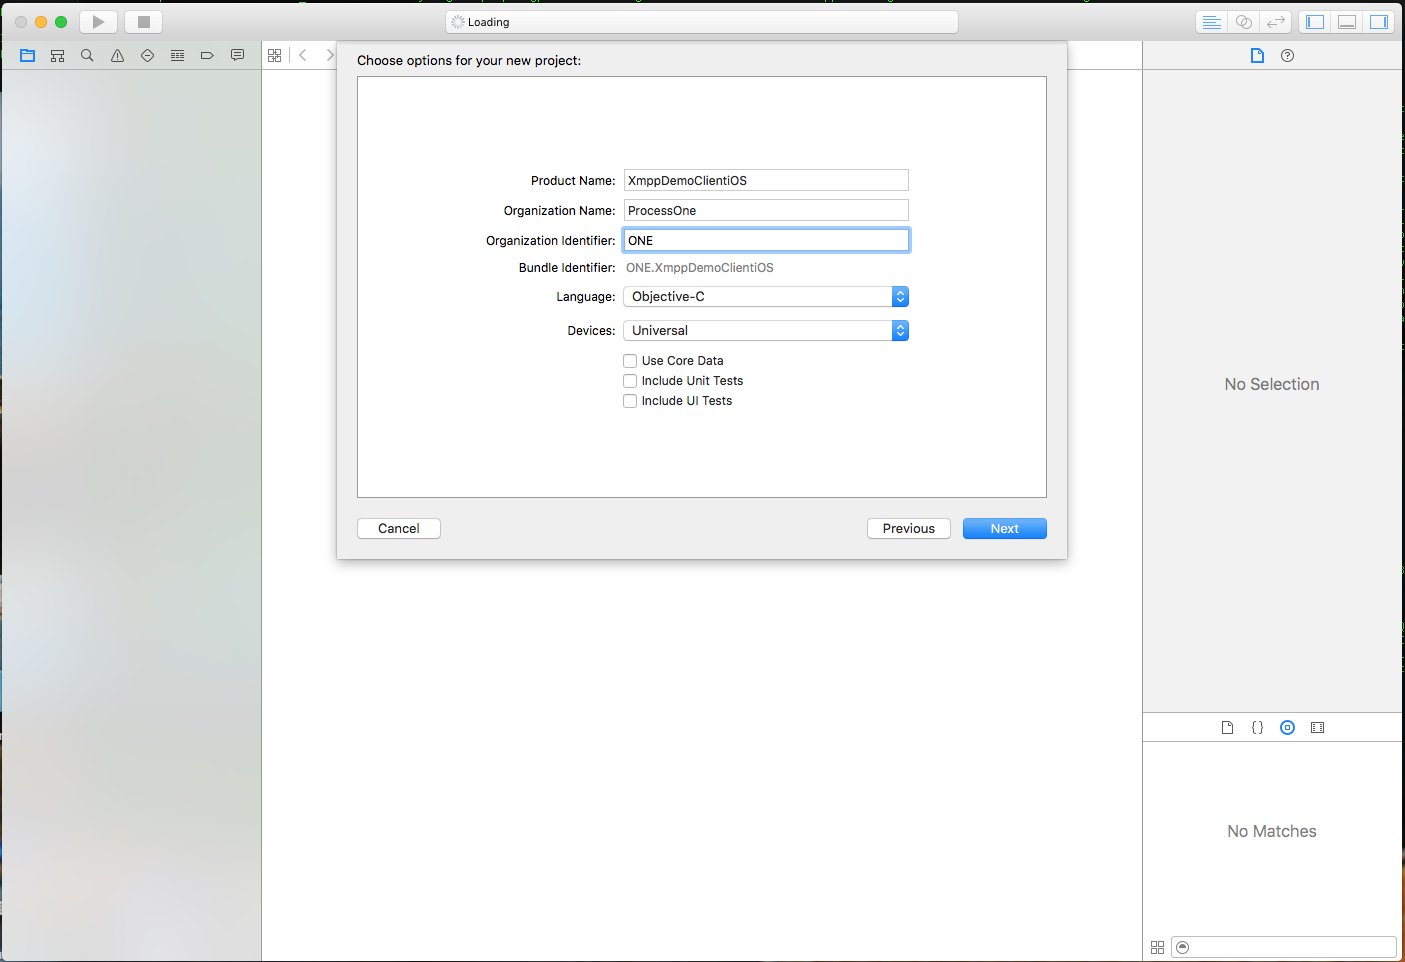 Loading
Choose options for your new project:
Product Name: XmppDemoClientiOS
Organization Name: ProcessOne
Organization Identifier: ONE
Bundle Identifier: ONE.XmppDemoClientiOS
Language: Objective-C
Devices: Universal
Use Core Data
Include Unit Tests
Include UI Tests
Cancel
Previous
Next
No Selection
{}
No Matches